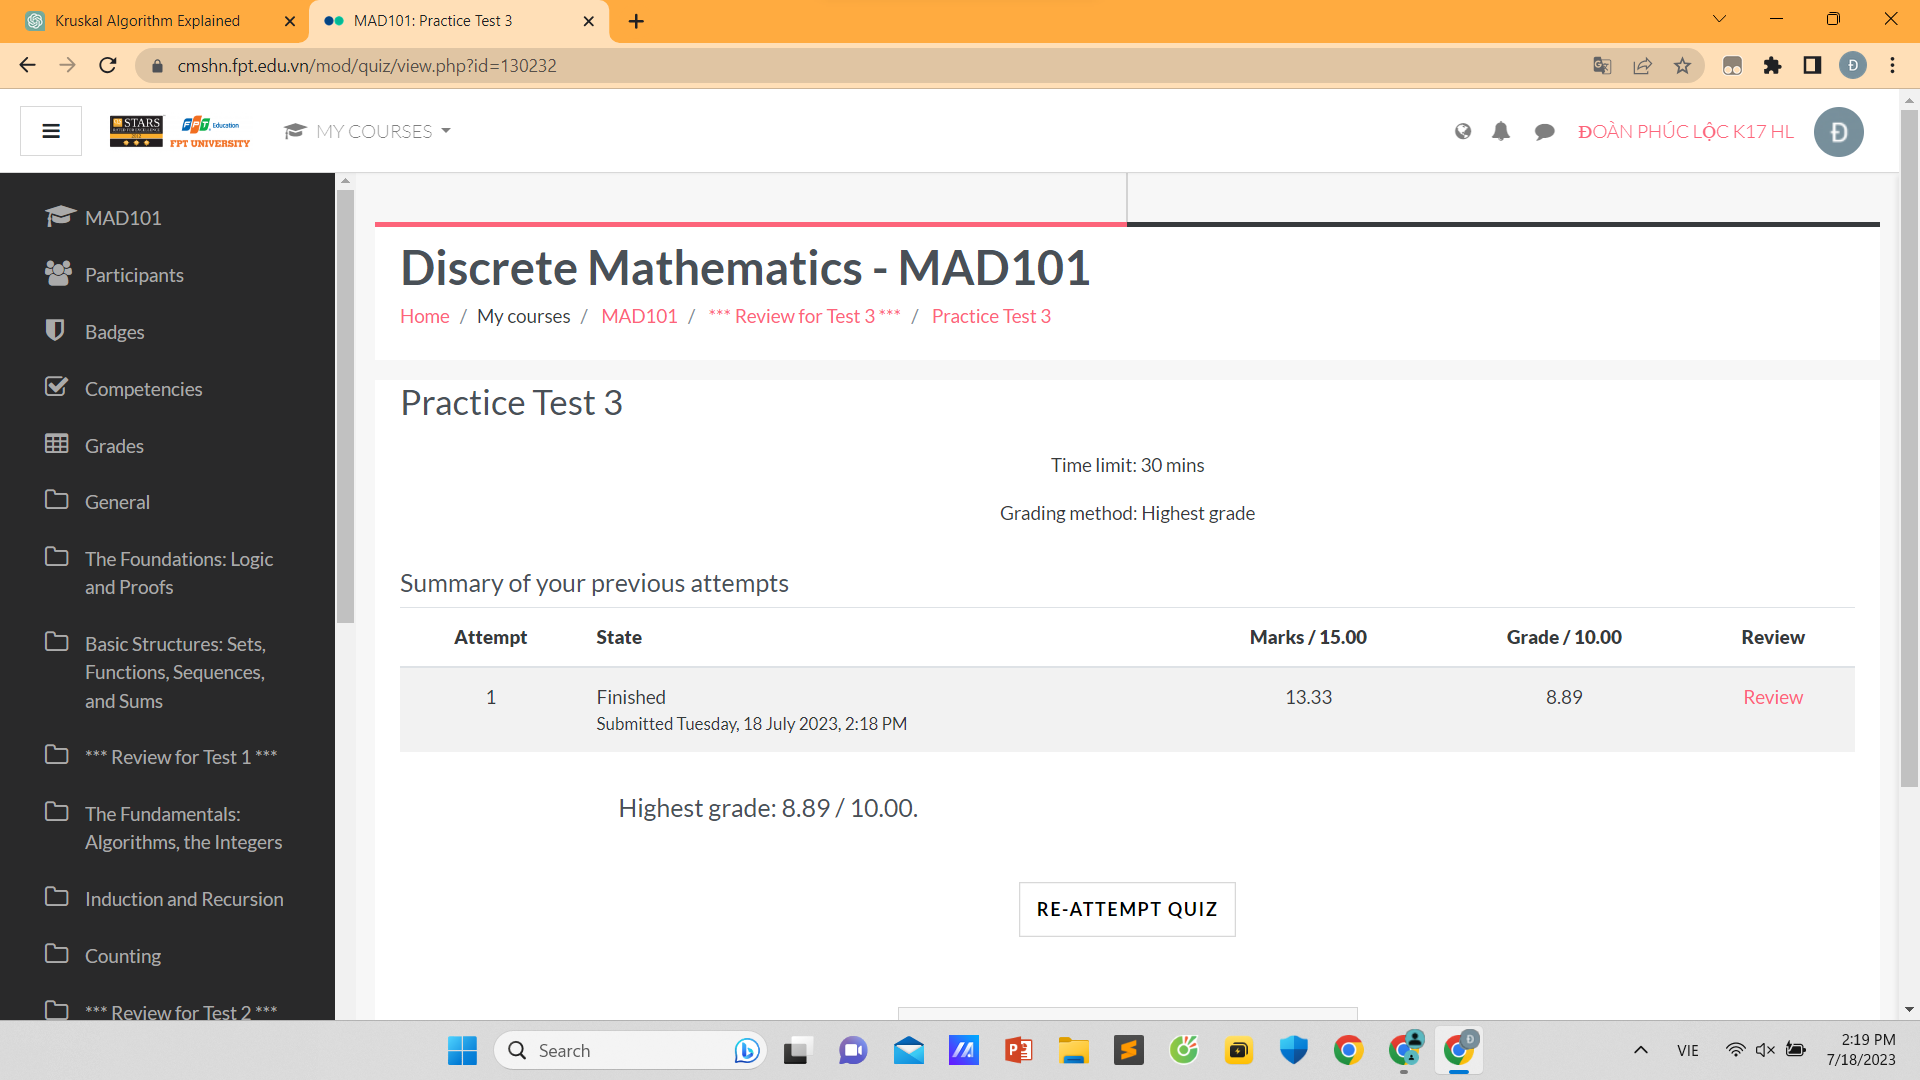 Kruskal Algorithm Explained
MAD101: Practice Test 3
cmshn.fpt.edu.vn/mod/quiz/view.php?id=130232
Đ
STARS
FPT Education
FPT UNIVERSITY
MY COURSES
ĐOÀN PHÚC LỘC K17 HL
Đ
MAD101
Participants
Badges
Competencies
Grades
General
The Foundations: Logic
and Proofs
Basic Structures: Sets,
Functions, Sequences,
and Sums
*** Review for Test 1 ***
The Fundamentals:
Algorithms, the Integers
Induction and Recursion
Counting
*** Review for Test 2 ***
Discrete Mathematics - MAD101
Home / My courses / MAD101 / *** Review for Test 3 *** / Practice Test 3
Practice Test 3
Time limit: 30 mins
Grading method: Highest grade
Summary of your previous attempts
Attempt State Marks / 15.00 Grade / 10.00 Review
1 Finished 13.33 8.89 Review
Submitted Tuesday, 18 July 2023, 2:18 PM
Highest grade: 8.89 / 10.00.
RE-ATTEMPT QUIZ
Search
VIE
2:19 PM
7/18/2023